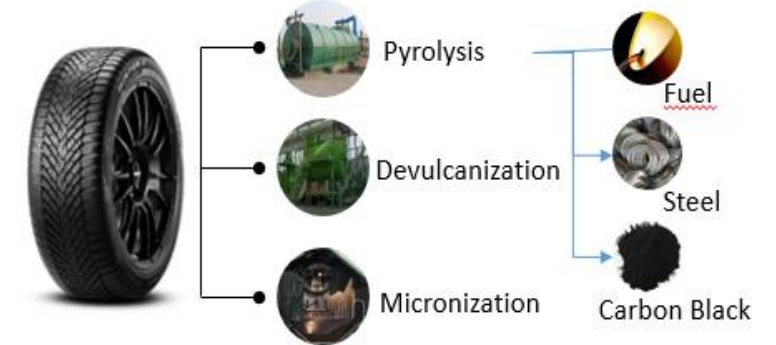 Pyrolysis
Fuel
Devulcanization
Steel
Micronization
Carbon Black